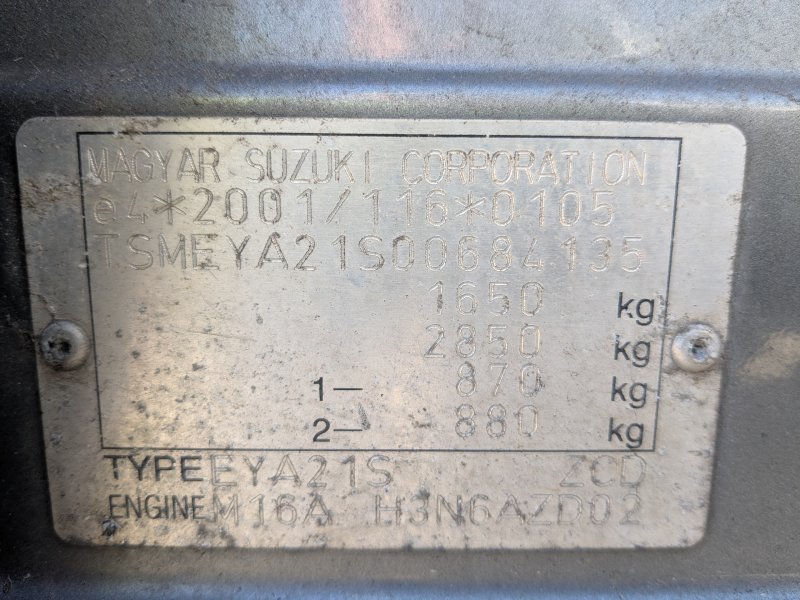 MAGYAR SUZUKI CORPORATION
e4*2001/116*0105
TSMEYA21S00684135
1650 kg
2850 kg
1— 870 kg
2— 880 kg
TYPE EYA21S ZCD
ENGINE M16A H3N6AZD02